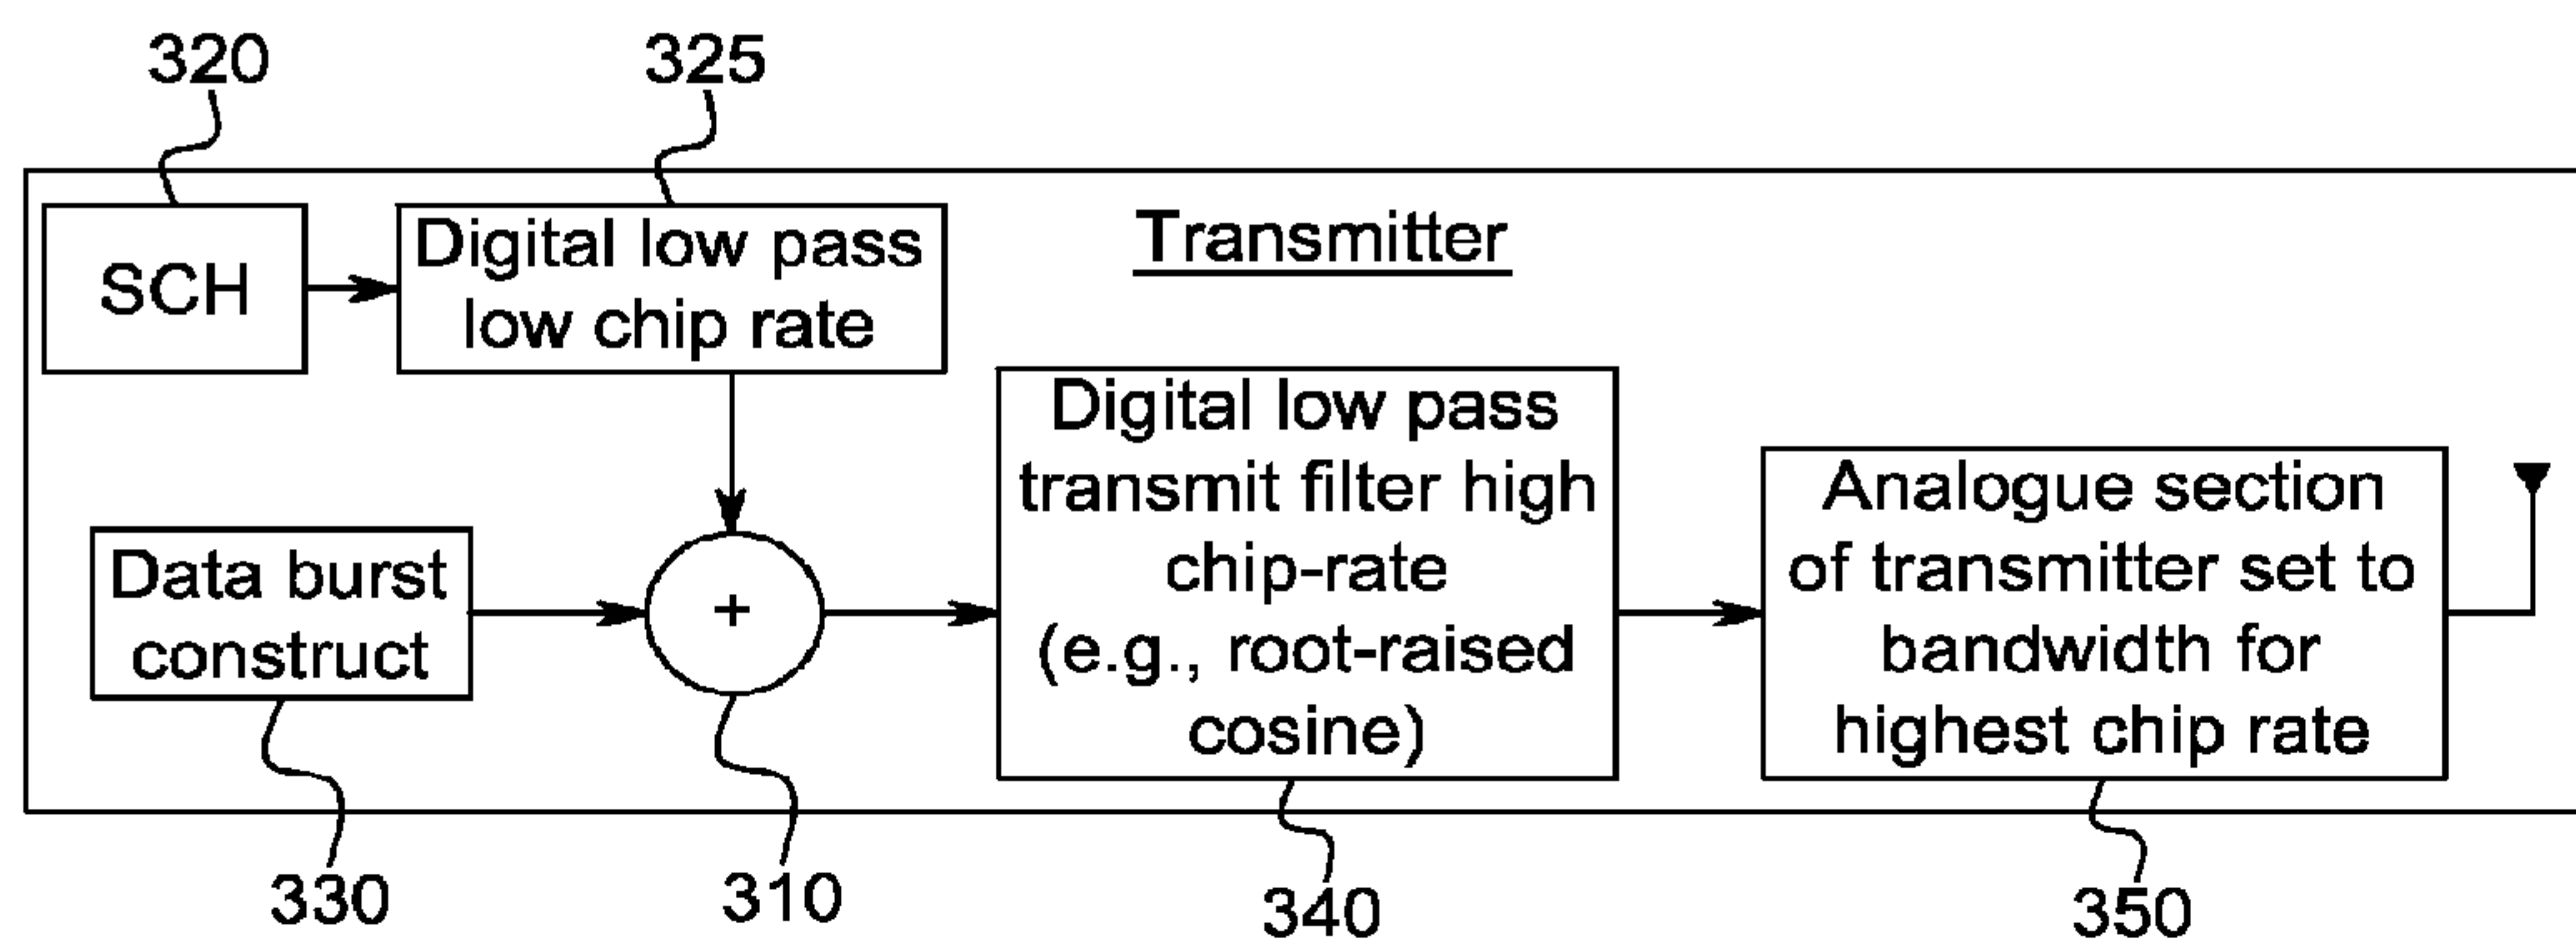 320
325
SCH
Digital low pass
low chip rate
Transmitter
Data burst
construct
+
Digital low pass
transmit filter high
chip-rate
(e.g., root-raised
cosine)
Analogue section
of transmitter set to
bandwidth for
highest chip rate
330
310
340
350